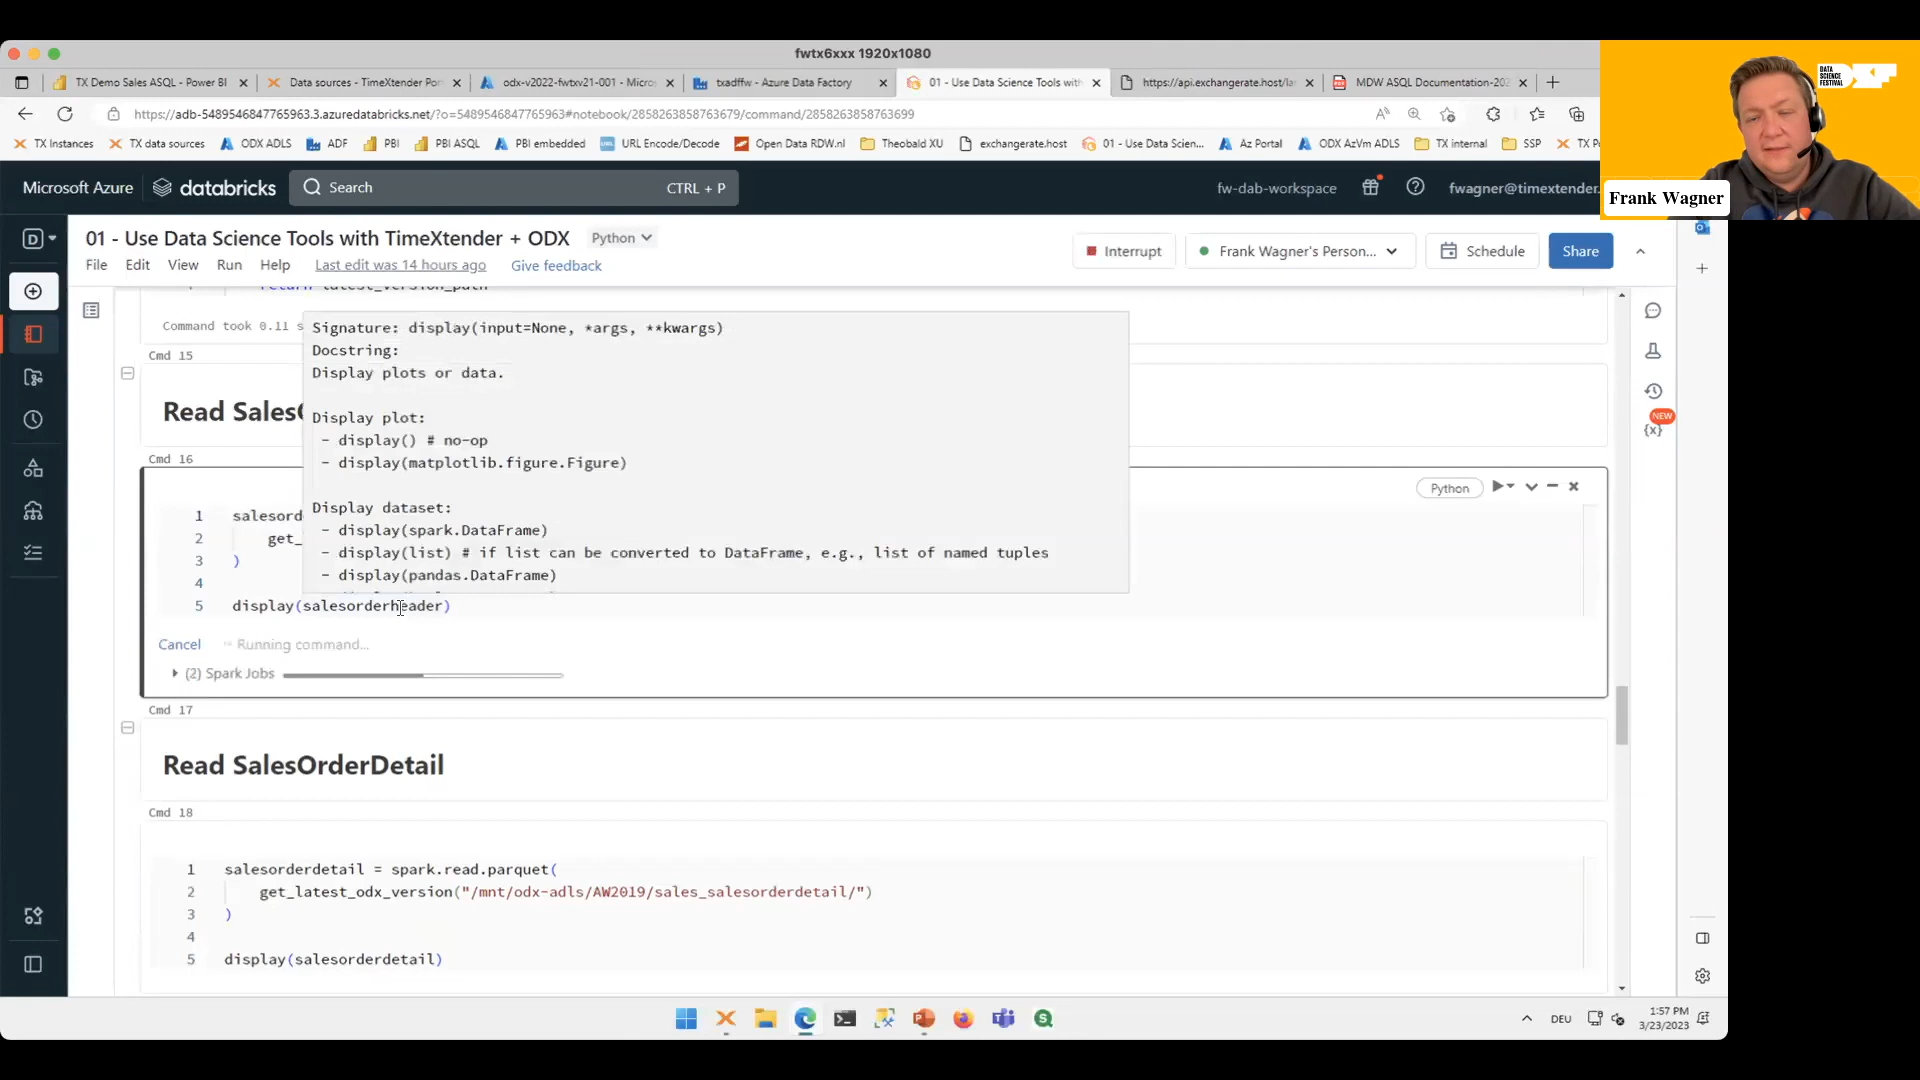 fwtx6xxx 1920x1080
TX Demo Sales ASQL - Power BI
Data sources - TimeXtender Por
odx-v2022-fwtxv21-001 - Micros
txadffw - Azure Data Factory
01 - Use Data Science Tools with
https://api.exchangerate.host/la
MDW ASQL Documentation-202
https://adb-5489546847765963.3.azuredatabricks.net/?o=5489546847765963#notebook/2858263858763679/command/2858263858763699
TX Instances
TX data sources
ODX ADLS
ADF
PBI
PBI ASQL
PBI embedded
URL Encode/Decode
Open Data RDW.nl
Theobald XU
exchangerate.host
01 - Use Data Scien...
Az Portal
ODX AzVm ADLS
TX internal
SSP
TX P
DATA
SCIENCE
FESTIVAL
Frank Wagner
Microsoft Azure
databricks
Search
CTRL + P
fw-dab-workspace
fwagner@timextender.
D
01 - Use Data Science Tools with TimeXtender + ODX
Python
File
Edit
View
Run
Help
Last edit was 14 hours ago
Give feedback
Interrupt
Frank Wagner's Person...
Schedule
Share
return latest_version_path
Command took 0.11 s
Signature: display(input=None, *args, **kwargs)
Docstring:
Display plots or data.
Display plot:
- display() # no-op
- display(matplotlib.figure.Figure)
Display dataset:
- display(spark.DataFrame)
- display(list) # if list can be converted to DataFrame, e.g., list of named tuples
- display(pandas.DataFrame)
Cmd 15
Read SalesO
Cmd 16
Python
1 salesord
2 get_
3 )
4
5 display(salesorderheader)
Cancel
Running command...
(2) Spark Jobs
Cmd 17
Read SalesOrderDetail
Cmd 18
1 salesorderdetail = spark.read.parquet(
2 get_latest_odx_version("/mnt/odx-adls/AW2019/sales_salesorderdetail/")
3 )
4
5 display(salesorderdetail)
NEW
{x}
DEU
1:57 PM
3/23/2023